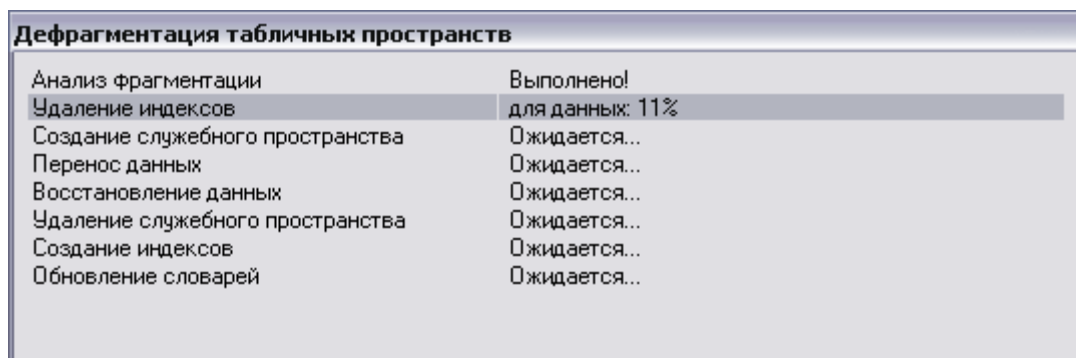 Дефрагментация табличных пространств
Анализ фрагментации Выполнено!
Удаление индексов для данных: 11%
Создание служебного пространства Ожидается...
Перенос данных Ожидается...
Восстановление данных Ожидается...
Удаление служебного пространства Ожидается...
Создание индексов Ожидается...
Обновление словарей Ожидается...